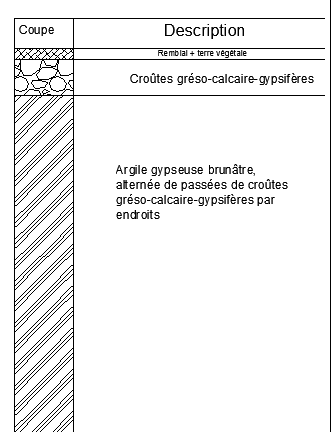 Coupe
Description
Remblai + terre végétale
Croûtes gréso-calcaire-gypsifères
Argile gypseuse brunâtre,
alternée de passées de croûtes
gréso-calcaire-gypsifères par
endroits